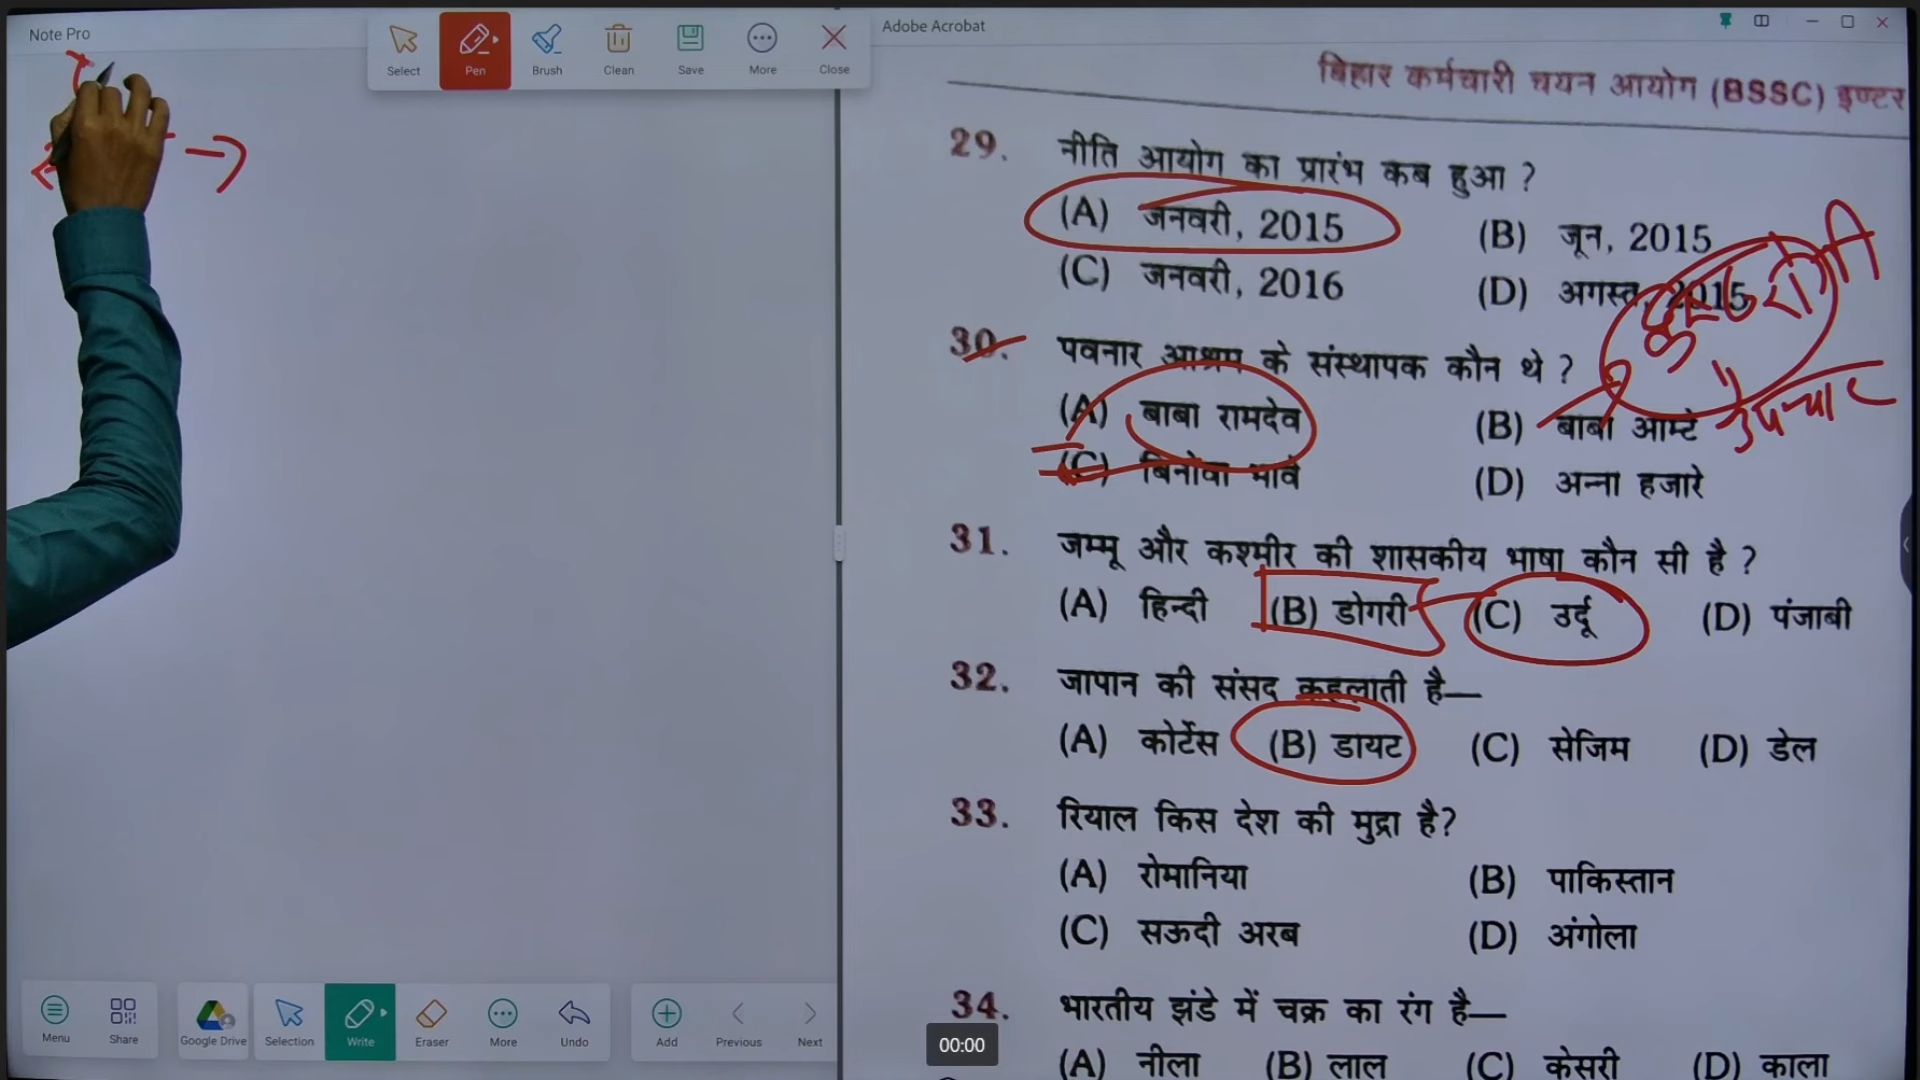 Note Pro
Select Pen Brush Clean Save More Close
Adobe Acrobat
बिहार कर्मचारी चयन आयोग (BSSC) इण्टर
29. नीति आयोग का प्रारंभ कब हुआ ?
(A) जनवरी, 2015 (B) जून, 2015
(C) जनवरी, 2016 (D) अगस्त, 2015
कुष्ठ रोगी
उपचार
30. पवनार आश्रम के संस्थापक कौन थे ?
(A) बाबा रामदेव (B) बाबा आम्टे
(C) बिनोवा भावे (D) अन्ना हजारे
31. जम्मू और कश्मीर की शासकीय भाषा कौन सी है ?
(A) हिन्दी (B) डोगरी (C) उर्दू (D) पंजाबी
32. जापान की संसद कहलाती है—
(A) कोर्टेस (B) डायट (C) सेजिम (D) डेल
33. रियाल किस देश की मुद्रा है?
(A) रोमानिया (B) पाकिस्तान
(C) सऊदी अरब (D) अंगोला
34. भारतीय झंडे में चक्र का रंग है—
(A) नीला (B) लाल (C) केसरी (D) काला
Menu Share Google Drive Selection Write Eraser More Undo Add Previous Next
00:00